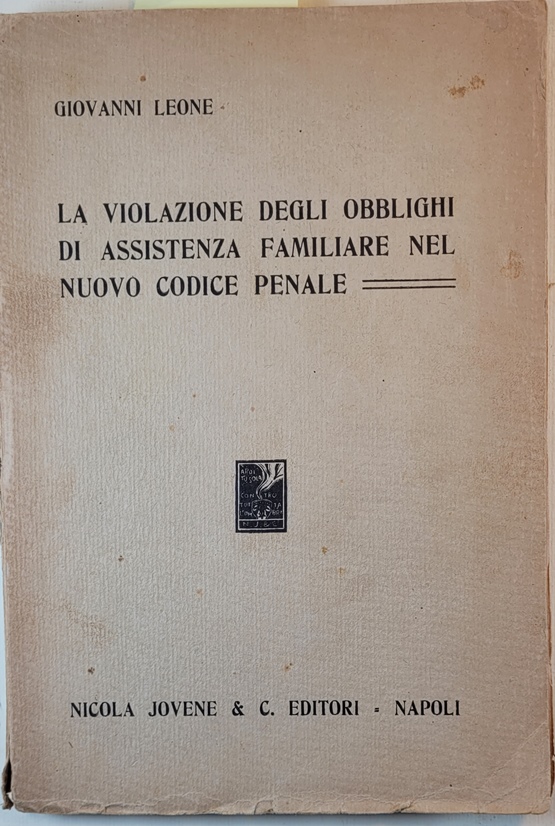 GIOVANNI LEONE
LA VIOLAZIONE DEGLI OBBLIGHI
DI ASSISTENZA FAMILIARE NEL
NUOVO CODICE PENALE
N J & C
NICOLA JOVENE & C. EDITORI = NAPOLI